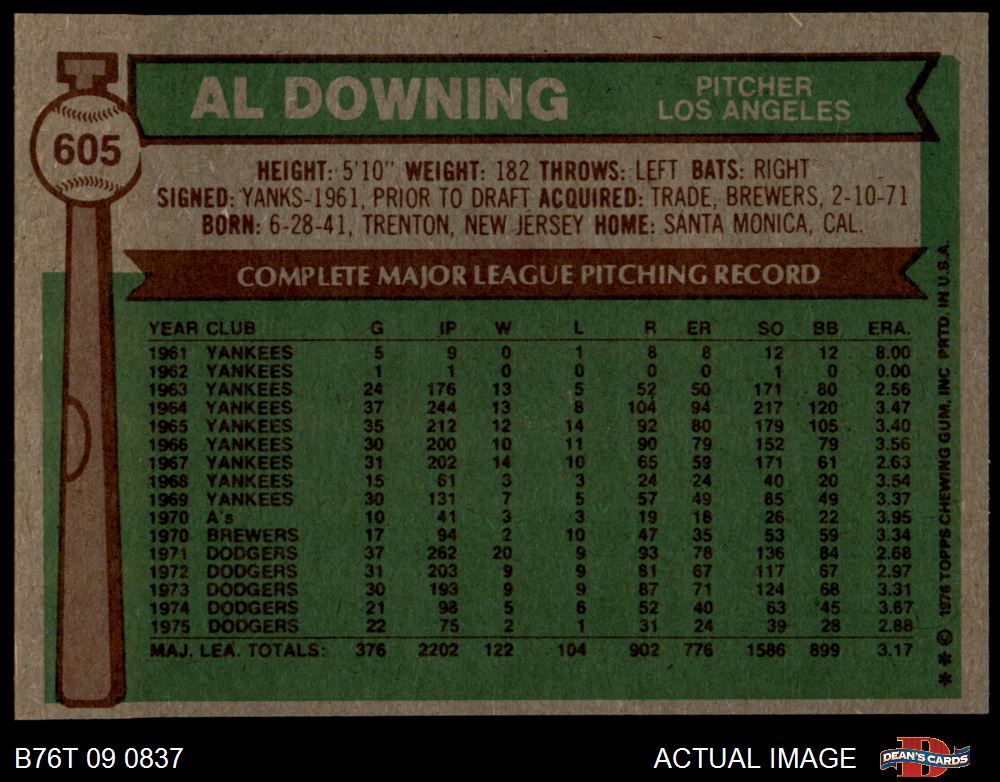 AL DOWNING
PITCHER
LOS ANGELES
605
HEIGHT: 5'10" WEIGHT: 182 THROWS: LEFT BATS: RIGHT
SIGNED: YANKS-1961, PRIOR TO DRAFT ACQUIRED: TRADE, BREWERS, 2-10-71
BORN: 6-28-41, TRENTON, NEW JERSEY HOME: SANTA MONICA, CAL.
COMPLETE MAJOR LEAGUE PITCHING RECORD
YEAR CLUB G IP W L R ER SO BB ERA.
1961 YANKEES 5 9 0 1 8 8 12 12 8.00
1962 YANKEES 1 1 0 0 0 0 1 0 0.00
1963 YANKEES 24 176 13 5 52 50 171 80 2.56
1964 YANKEES 37 244 13 8 104 94 217 120 3.47
1965 YANKEES 35 212 12 14 92 80 179 105 3.40
1966 YANKEES 30 200 10 11 90 79 152 79 3.56
1967 YANKEES 31 202 14 10 65 59 171 61 2.63
1968 YANKEES 15 61 3 3 24 24 40 20 3.54
1969 YANKEES 30 131 7 5 57 49 85 49 3.37
1970 A's 10 41 3 3 19 18 26 22 3.95
1970 BREWERS 17 94 2 10 47 35 53 59 3.34
1971 DODGERS 37 262 20 9 93 78 136 84 2.68
1972 DODGERS 31 203 9 9 81 67 117 67 2.97
1973 DODGERS 30 193 9 9 87 71 124 68 3.31
1974 DODGERS 21 98 5 6 52 40 63 45 3.67
1975 DODGERS 22 75 2 1 31 24 39 28 2.88
MAJ. LEA. TOTALS: 376 2202 122 104 902 776 1586 899 3.17
** © 1976 TOPPS CHEWING GUM, INC PRTD. IN U.S.A.
B76T 09 0837
ACTUAL IMAGE
D
DEAN'S CARDS